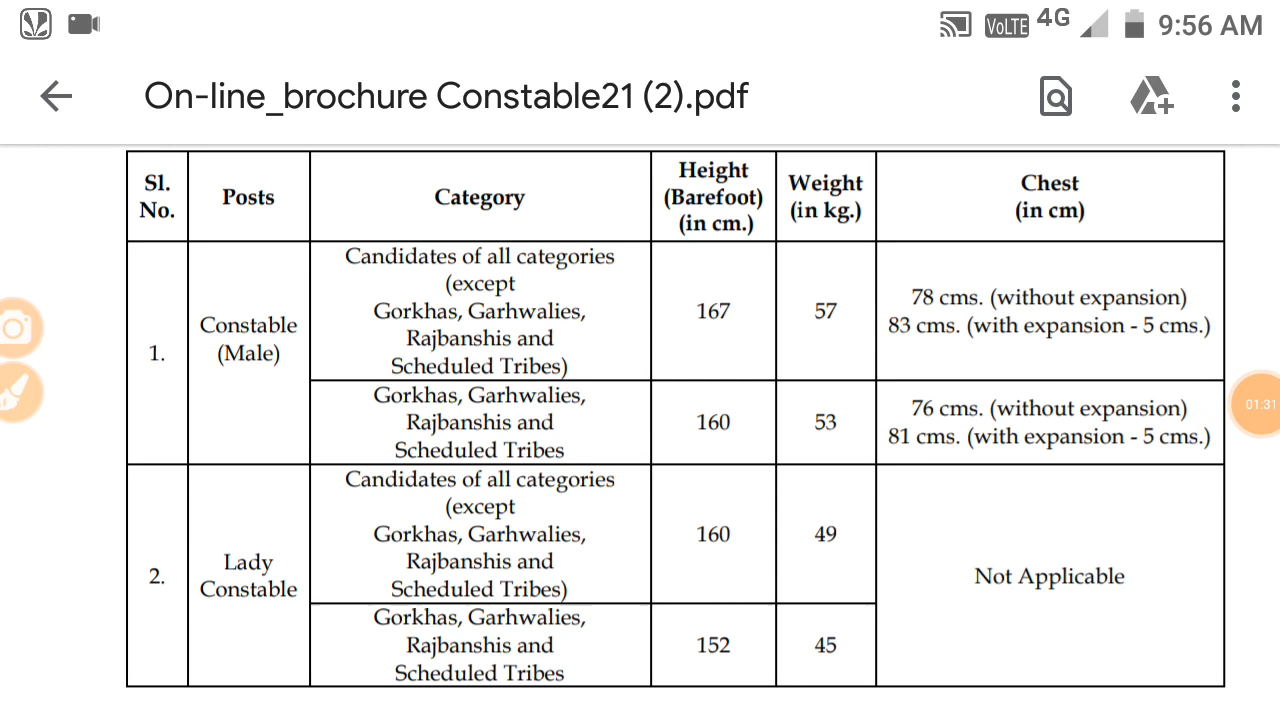 VoLTE 4G 9:56 AM
On-line_brochure Constable21 (2).pdf
Sl. No. Posts Category Height (Barefoot) (in cm.) Weight (in kg.) Chest (in cm)
1. Constable (Male)
Candidates of all categories
(except
Gorkhas, Garhwalies,
Rajbanshis and
Scheduled Tribes)
167
57
78 cms. (without expansion)
83 cms. (with expansion - 5 cms.)
Gorkhas, Garhwalies,
Rajbanshis and
Scheduled Tribes
160
53
76 cms. (without expansion)
81 cms. (with expansion - 5 cms.)
2. Lady Constable
Candidates of all categories
(except
Gorkhas, Garhwalies,
Rajbanshis and
Scheduled Tribes)
160
49
Not Applicable
Gorkhas, Garhwalies,
Rajbanshis and
Scheduled Tribes
152
45
01:31